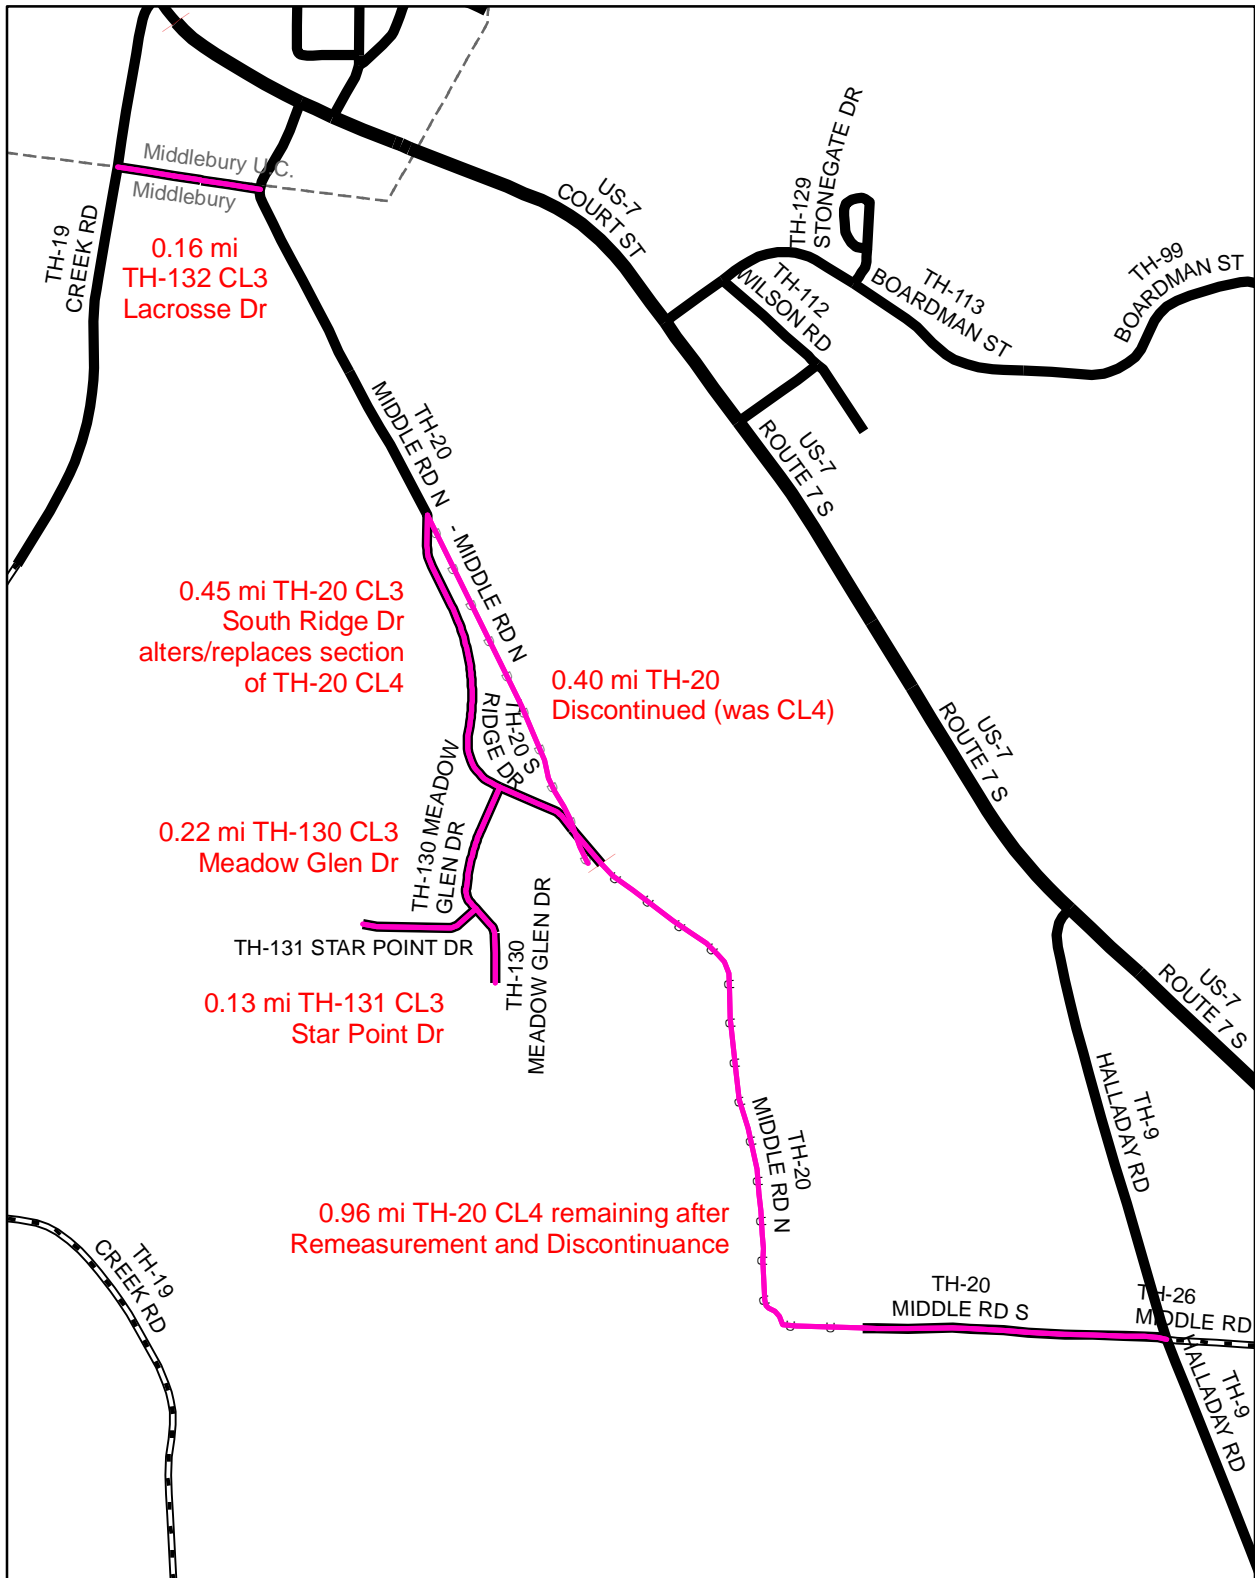 Middlebury U.C.
Middlebury
TH-19
CREEK RD
0.16 mi
TH-132 CL3
Lacrosse Dr
US-7
COURT ST
TH-129
STONEGATE DR
TH-112
WILSON RD
TH-113
BOARDMAN ST
TH-99
BOARDMAN ST
TH-20
MIDDLE RD N
US-7
ROUTE 7 S
- MIDDLE RD N
0.45 mi TH-20 CL3
South Ridge Dr
alters/replaces section
of TH-20 CL4
0.40 mi TH-20
Discontinued (was CL4)
TH-20 S
RIDGE DR
US-7
ROUTE 7 S
0.22 mi TH-130 CL3
Meadow Glen Dr
TH-130 MEADOW
GLEN DR
TH-131 STAR POINT DR
TH-130
MEADOW GLEN DR
0.13 mi TH-131 CL3
Star Point Dr
US-7
ROUTE 7 S
TH-9
HALLADAY RD
TH-20
MIDDLE RD N
0.96 mi TH-20 CL4 remaining after
Remeasurement and Discontinuance
TH-19
CREEK RD
TH-20
MIDDLE RD S
TH-26
MIDDLE RD
TH-9
HALLADAY RD